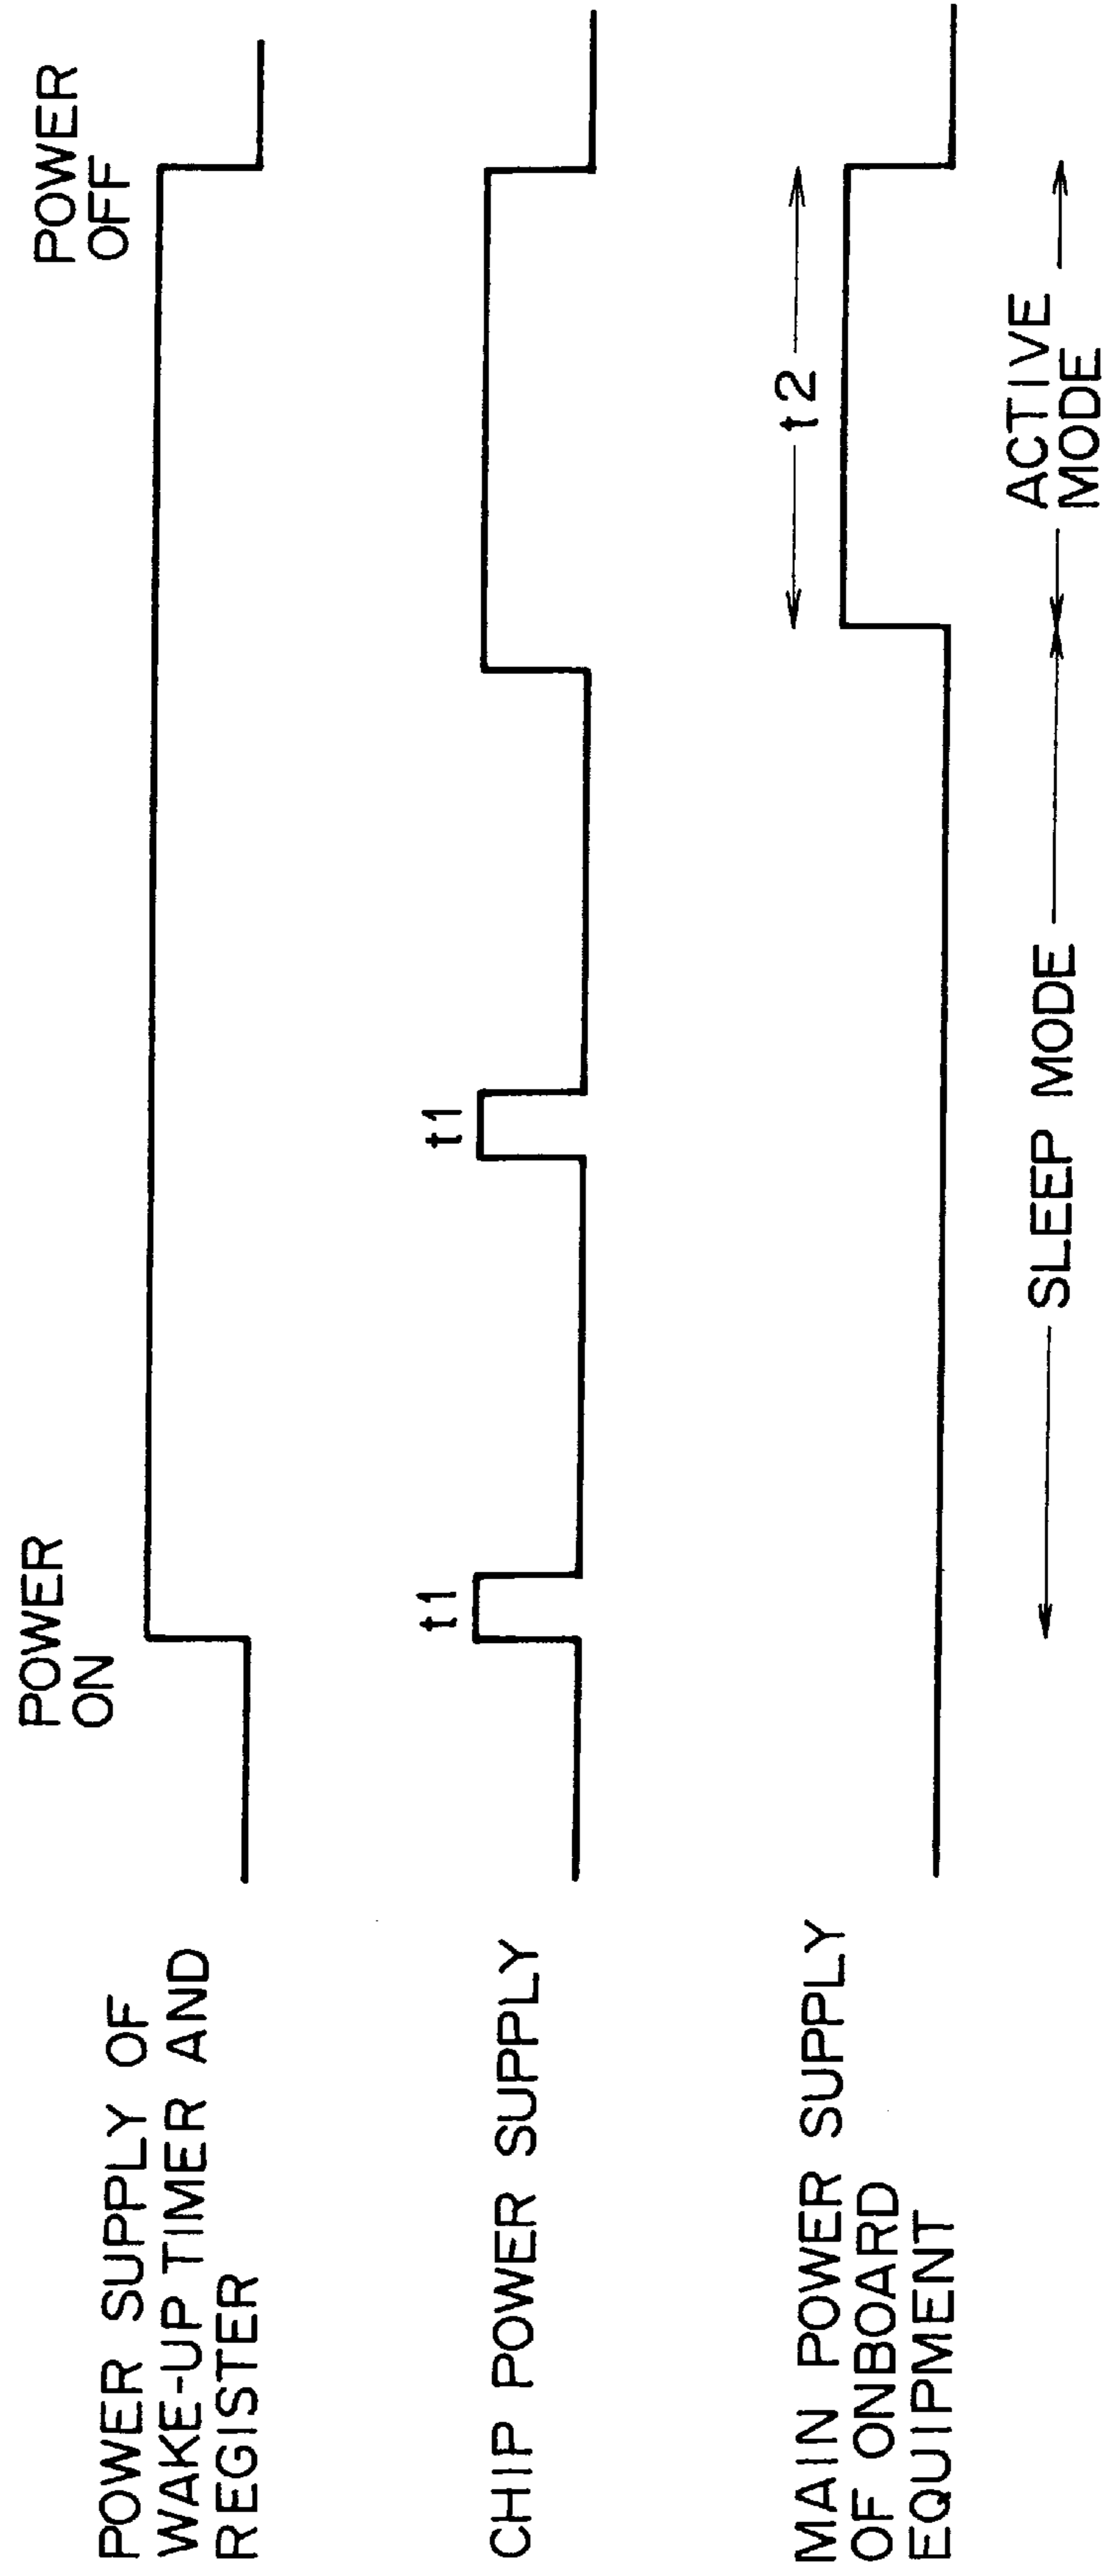 POWER
ON
POWER
OFF
POWER SUPPLY OF
WAKE-UP TIMER AND
REGISTER
t1
t1
CHIP POWER SUPPLY
t2
MAIN POWER SUPPLY
OF ONBOARD
EQUIPMENT
SLEEP MODE
ACTIVE
MODE